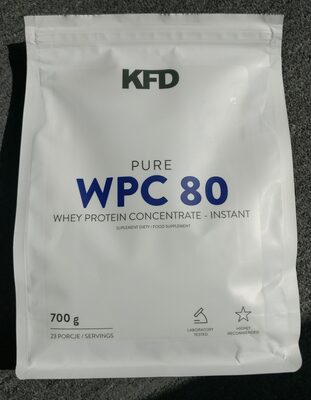 KFD
PURE
WPC 80
WHEY PROTEIN CONCENTRATE - INSTANT
SUPLEMENT DIETY / FOOD SUPPLEMENT
700 g
23 PORCJE / SERVINGS
LABORATORY
TESTED
HIGHLY
RECOMMENDED